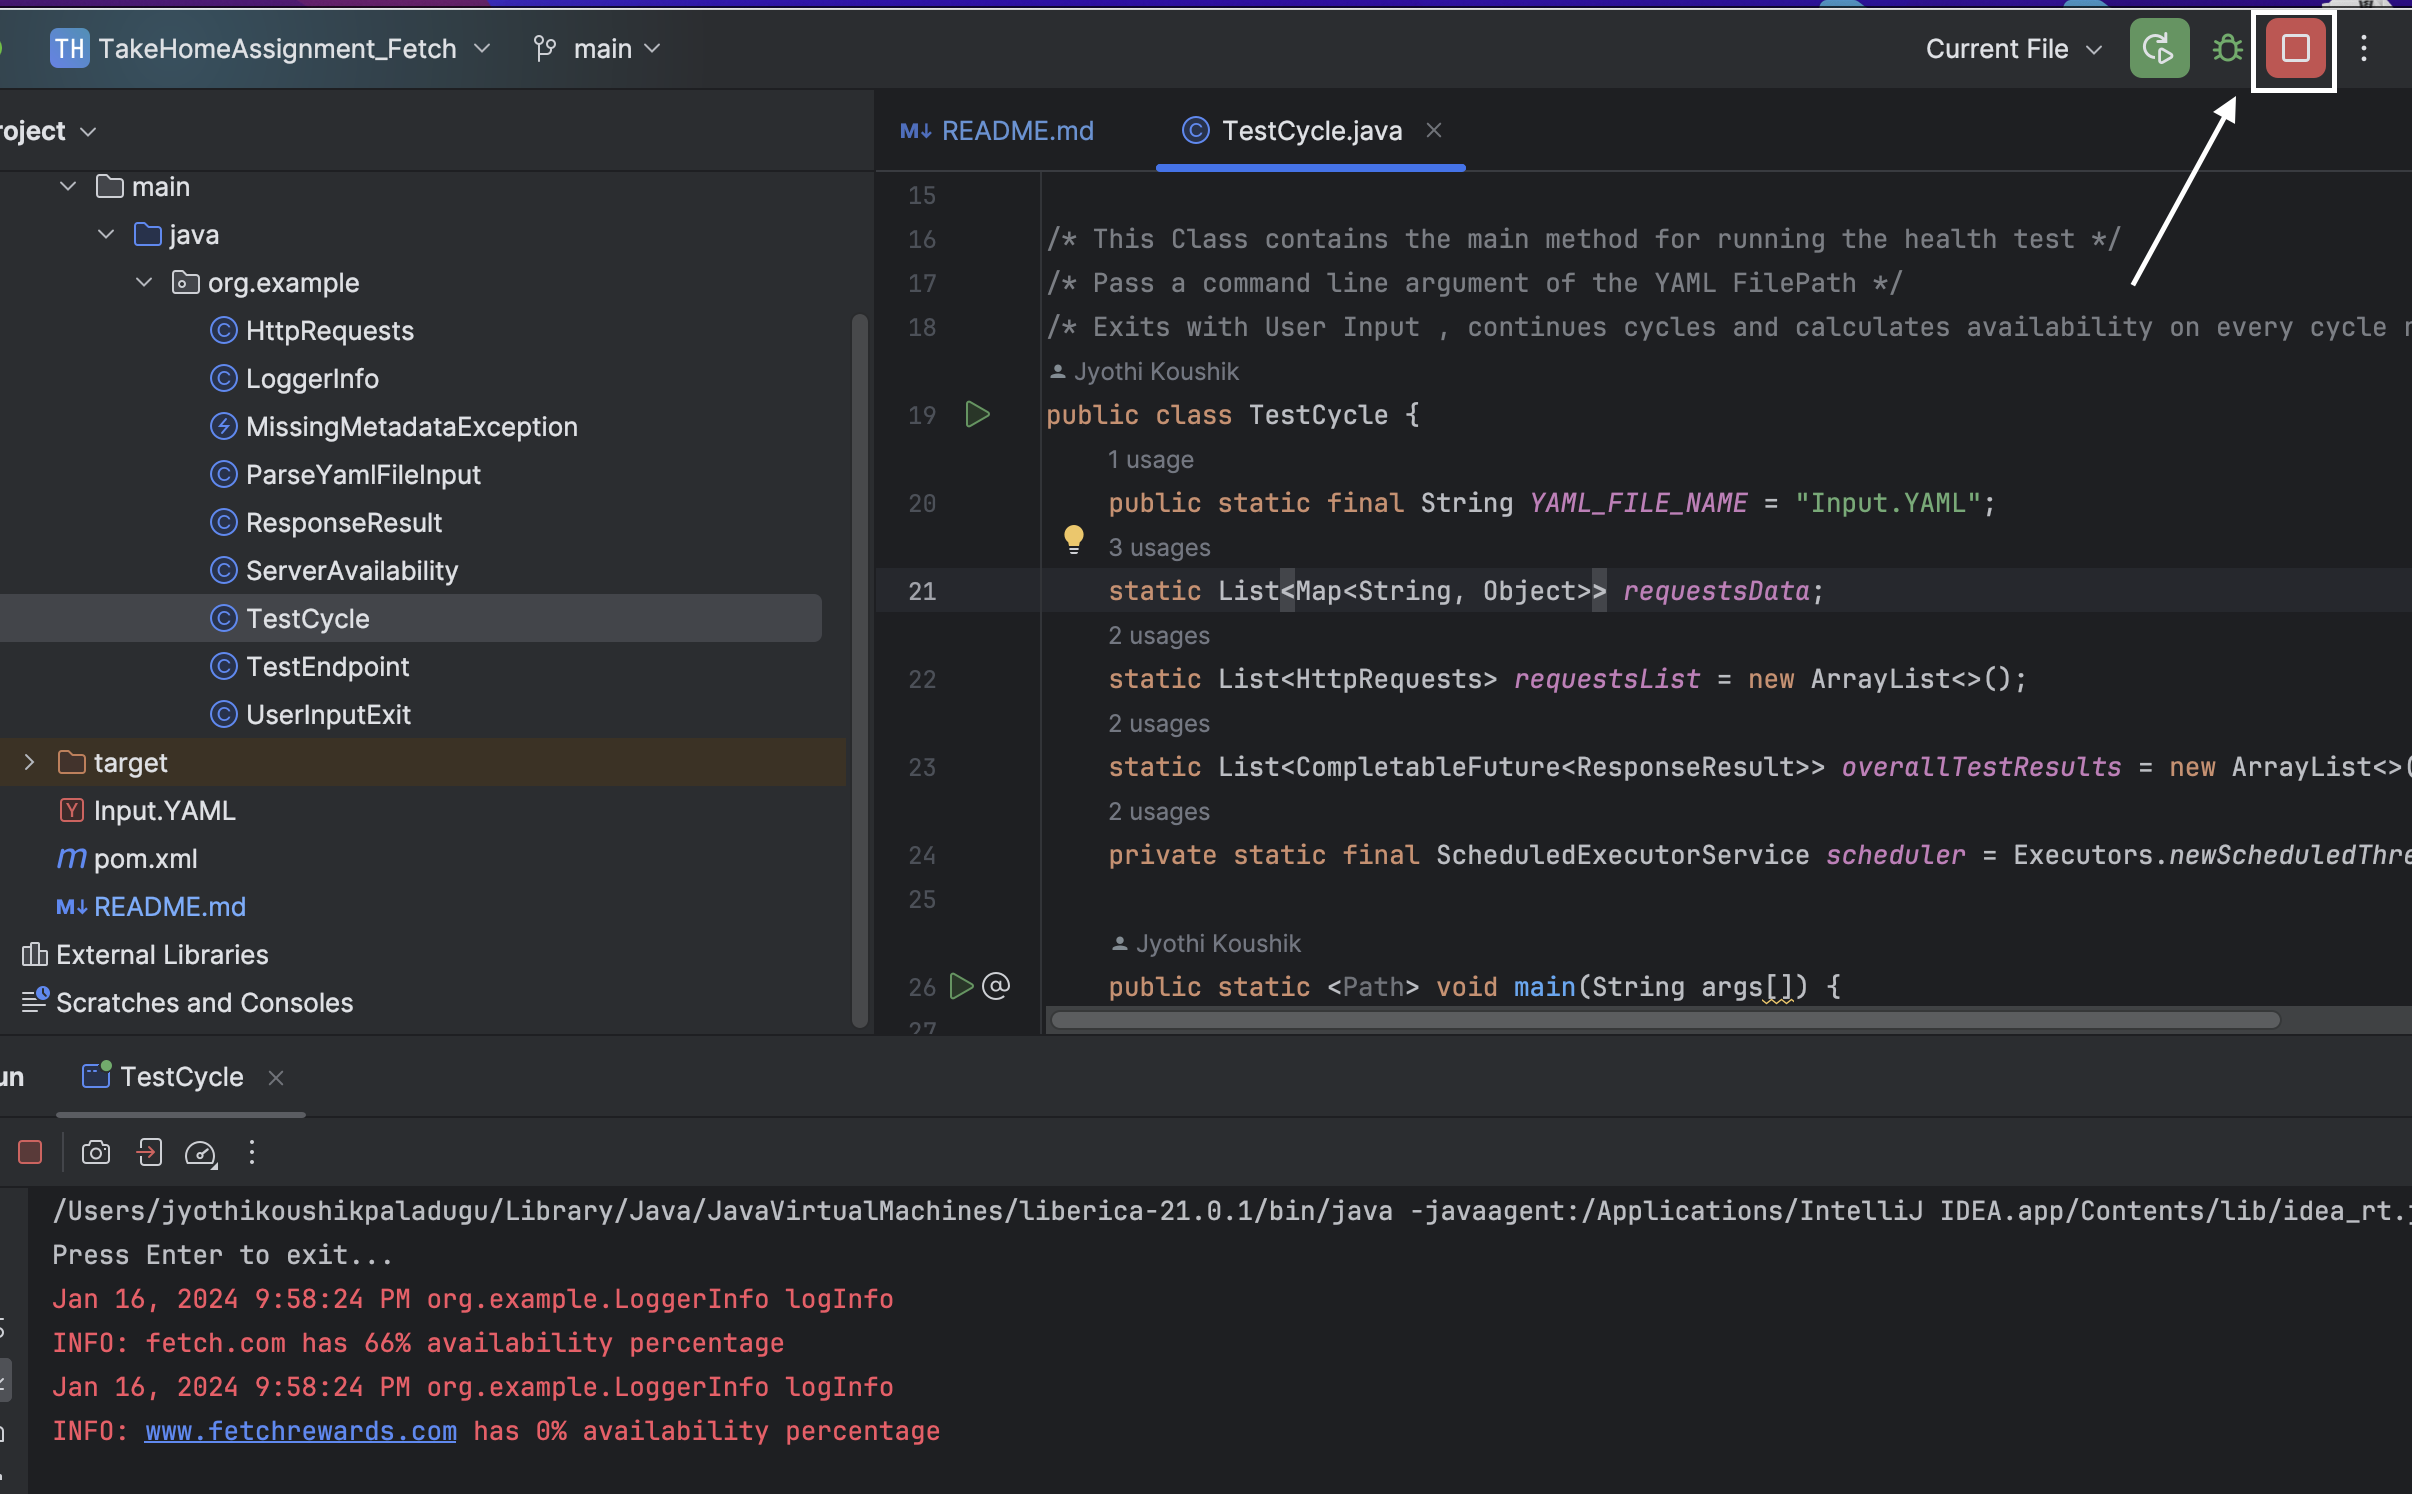 TH TakeHomeAssignment_Fetch main Current File
roject
main
java
org.example
HttpRequests
LoggerInfo
MissingMetadataException
ParseYamlFileInput
ResponseResult
ServerAvailability
TestCycle
TestEndpoint
UserInputExit
target
Input.YAML
pom.xml
README.md
External Libraries
Scratches and Consoles
README.md TestCycle.java
15
16 /* This Class contains the main method for running the health test */
17 /* Pass a command line argument of the YAML FilePath */
18 /* Exits with User Input , continues cycles and calculates availability on every cycle
Jyothi Koushik
19 public class TestCycle {
1 usage
20 public static final String YAML_FILE_NAME = "Input.YAML";
3 usages
21 static List<Map<String, Object>> requestsData;
2 usages
22 static List<HttpRequests> requestsList = new ArrayList<>();
2 usages
23 static List<CompletableFuture<ResponseResult>> overallTestResults = new ArrayList<>(
2 usages
24 private static final ScheduledExecutorService scheduler = Executors.newScheduledThre
25
Jyothi Koushik
26 public static <Path> void main(String args[]) {
27
un TestCycle
/Users/jyothikoushikpaladugu/Library/Java/JavaVirtualMachines/liberica-21.0.1/bin/java -javaagent:/Applications/IntelliJ IDEA.app/Contents/lib/idea_rt.j
Press Enter to exit...
Jan 16, 2024 9:58:24 PM org.example.LoggerInfo logInfo
INFO: fetch.com has 66% availability percentage
Jan 16, 2024 9:58:24 PM org.example.LoggerInfo logInfo
INFO: www.fetchrewards.com has 0% availability percentage